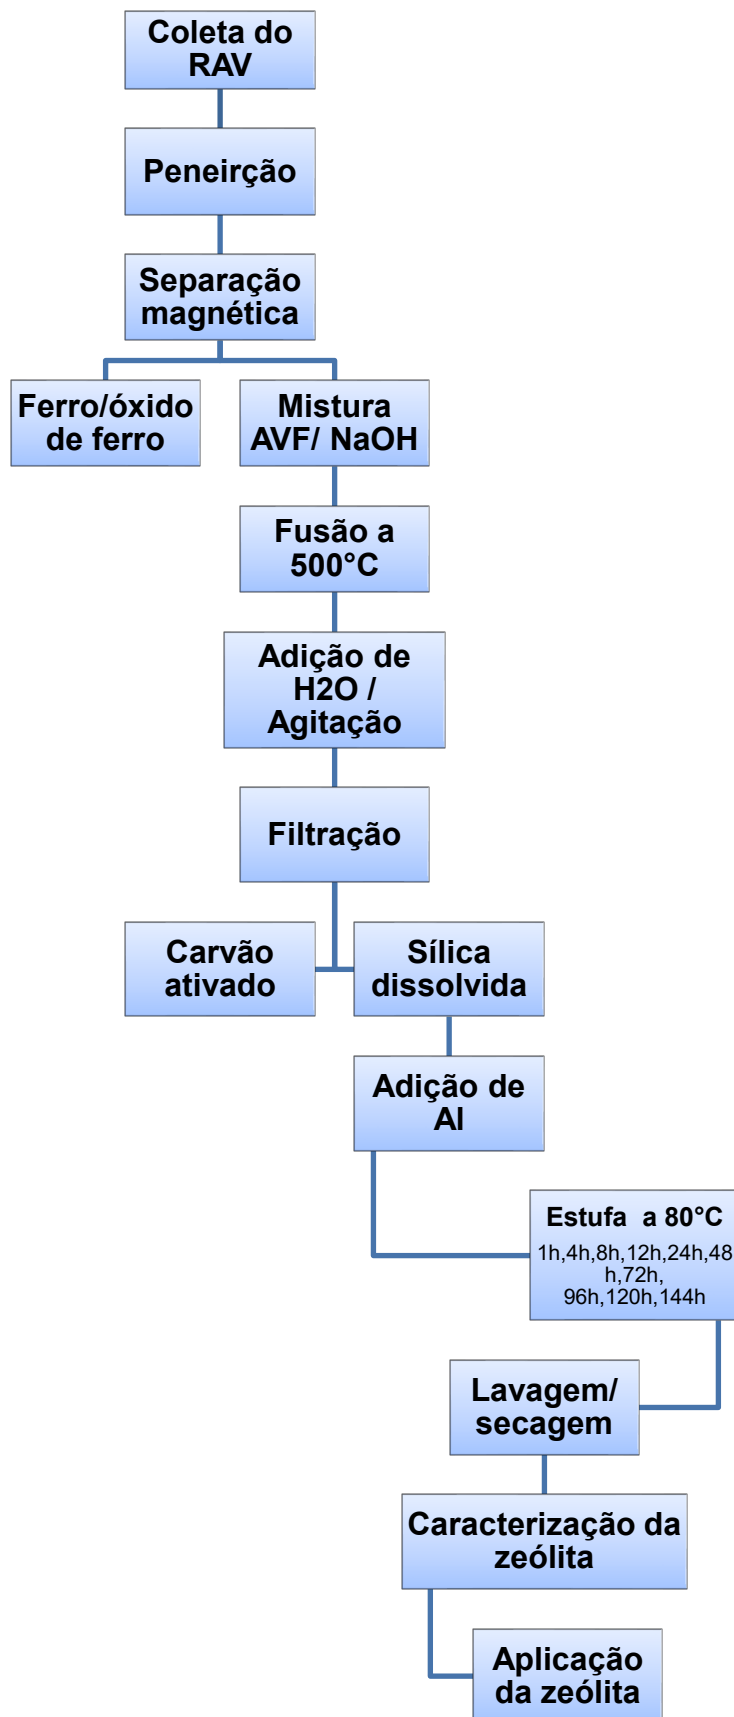 Coleta do
RAV
Peneirção
Separação
magnética
Ferro/óxido
de ferro
Mistura
AVF/ NaOH
Fusão a
500°C
Adição de
H2O /
Agitação
Filtração
Carvão
ativado
Sílica
dissolvida
Adição de
Al
Estufa a 80°C
1h,4h,8h,12h,24h,48
h,72h,
96h,120h,144h
Lavagem/
secagem
Caracterização da
zeólita
Aplicação
da zeólita